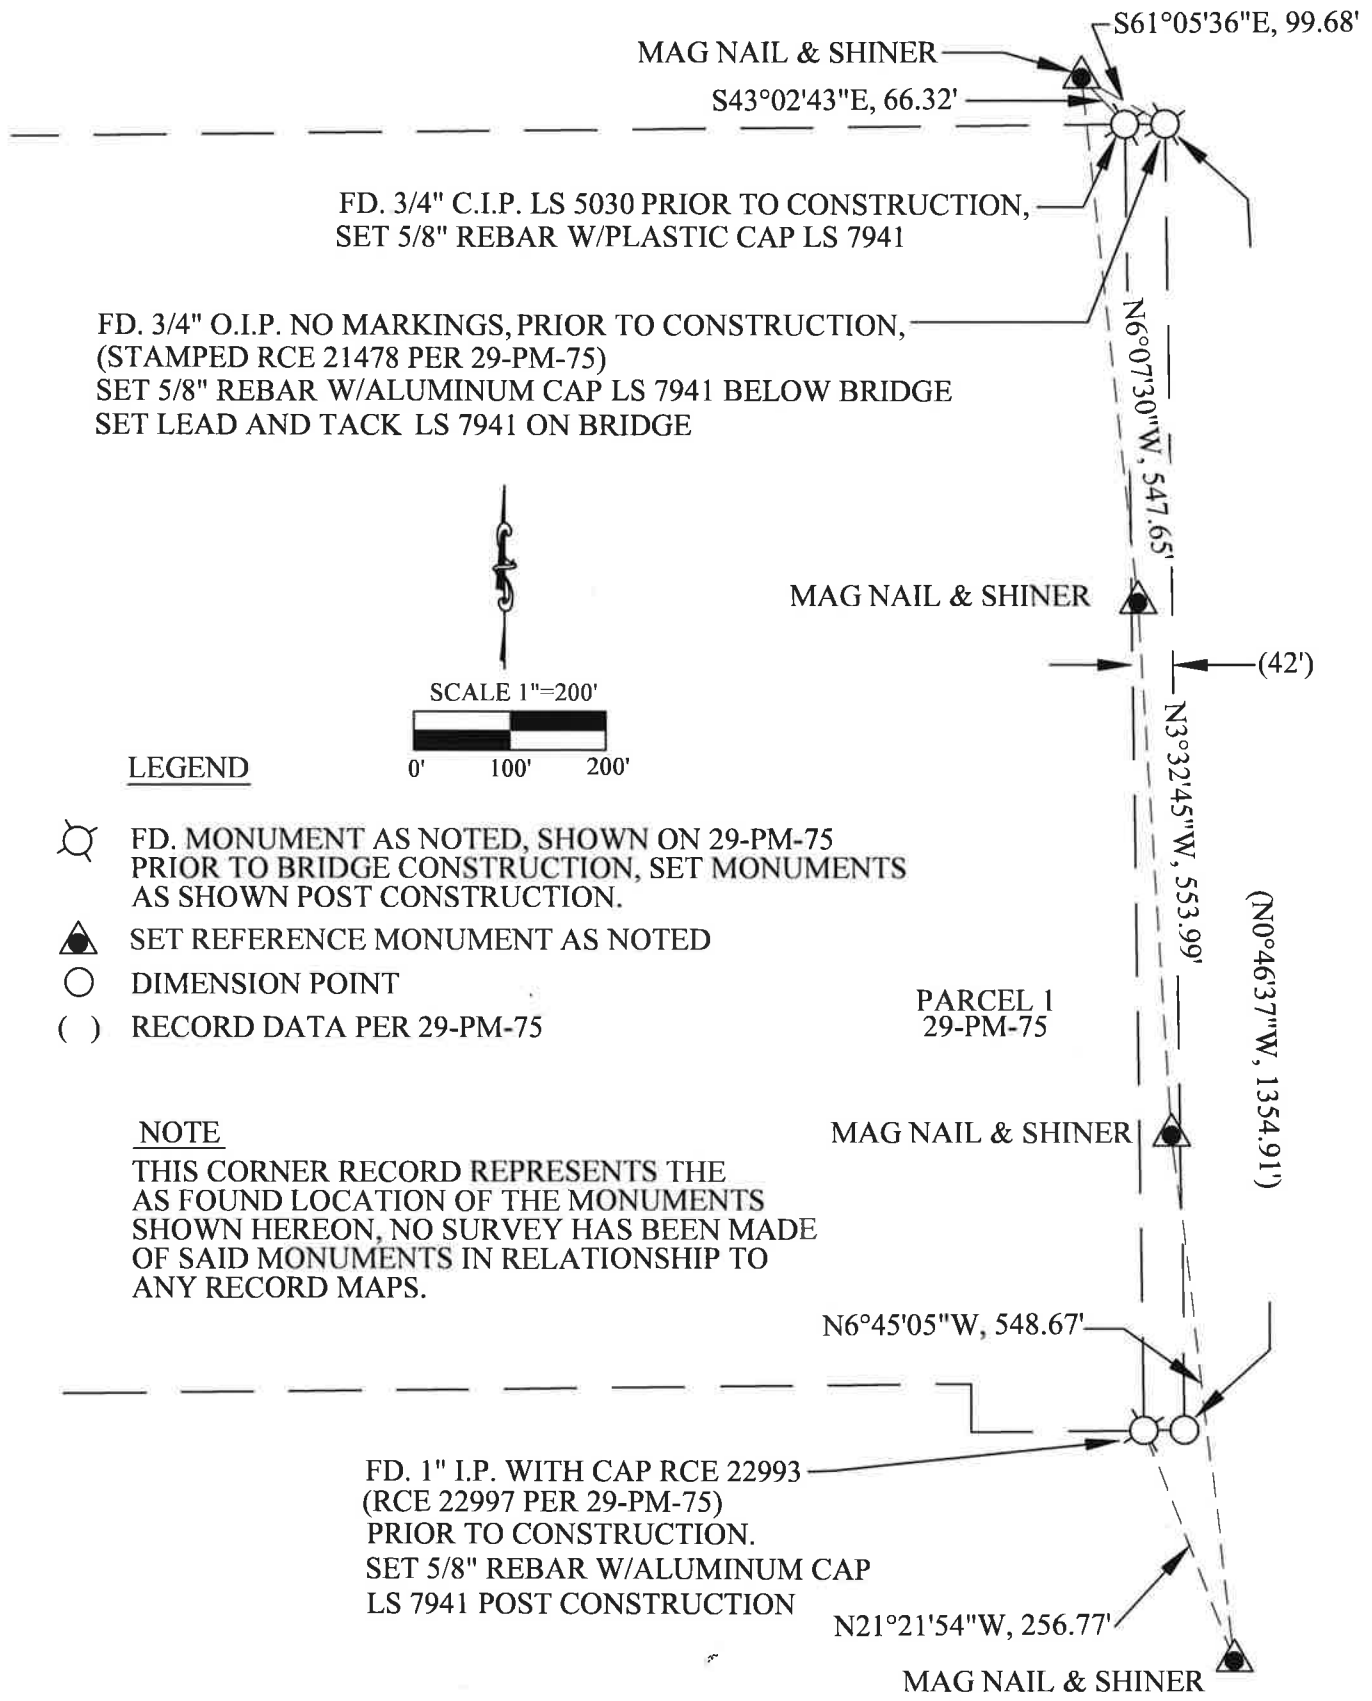 S61°05'36"E, 99.68'
MAG NAIL & SHINER
S43°02'43"E, 66.32'
FD. 3/4" C.I.P. LS 5030 PRIOR TO CONSTRUCTION,
SET 5/8" REBAR W/PLASTIC CAP LS 7941
FD. 3/4" O.I.P. NO MARKINGS, PRIOR TO CONSTRUCTION,
(STAMPED RCE 21478 PER 29-PM-75)
SET 5/8" REBAR W/ALUMINUM CAP LS 7941 BELOW BRIDGE
SET LEAD AND TACK LS 7941 ON BRIDGE
N6°07'30"W, 547.65'
MAG NAIL & SHINER
(42')
SCALE 1"=200'
0' 100' 200'
N3°32'45"W, 553.99'
(N0°46'37"W, 1354.91')
LEGEND
FD. MONUMENT AS NOTED, SHOWN ON 29-PM-75
PRIOR TO BRIDGE CONSTRUCTION, SET MONUMENTS
AS SHOWN POST CONSTRUCTION.
SET REFERENCE MONUMENT AS NOTED
DIMENSION POINT
( ) RECORD DATA PER 29-PM-75
PARCEL 1
29-PM-75
NOTE
THIS CORNER RECORD REPRESENTS THE
AS FOUND LOCATION OF THE MONUMENTS
SHOWN HEREON, NO SURVEY HAS BEEN MADE
OF SAID MONUMENTS IN RELATIONSHIP TO
ANY RECORD MAPS.
MAG NAIL & SHINER
N6°45'05"W, 548.67'
FD. 1" I.P. WITH CAP RCE 22993
(RCE 22997 PER 29-PM-75)
PRIOR TO CONSTRUCTION.
SET 5/8" REBAR W/ALUMINUM CAP
LS 7941 POST CONSTRUCTION
N21°21'54"W, 256.77'
MAG NAIL & SHINER